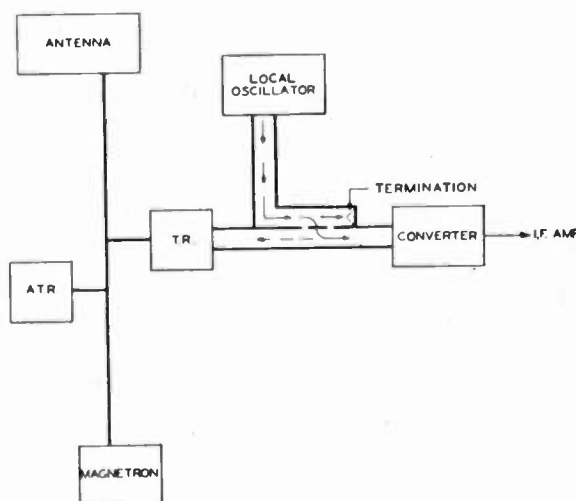 ANTENNA
LOCAL
OSCILLATOR
TERMINATION
TR.
CONVERTER
I.F. AMP
ATR
MAGNETRON